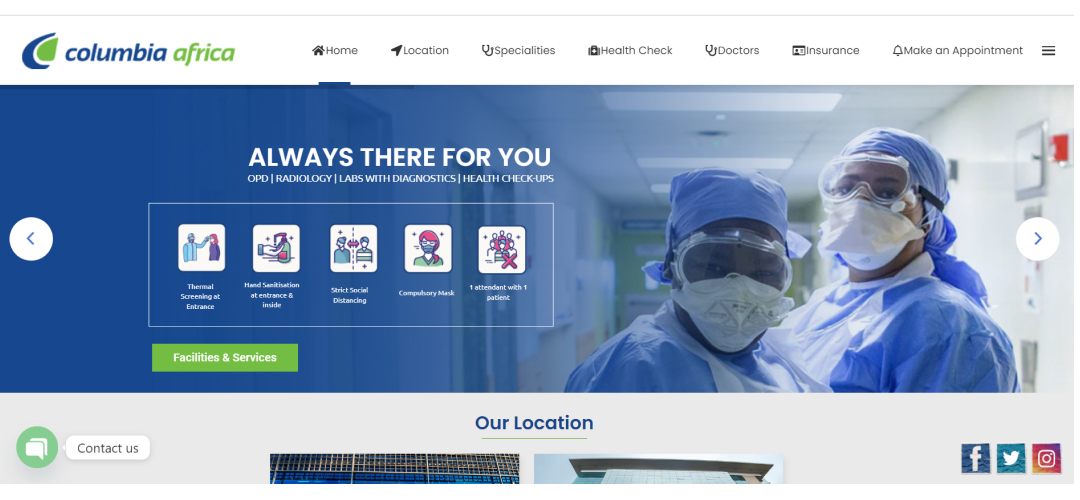 columbia africa
Home
Location
Specialities
Health Check
Doctors
Insurance
Make an Appointment
ALWAYS THERE FOR YOU
OPD | RADIOLOGY | LABS WITH DIAGNOSTICS | HEALTH CHECK-UPS
Thermal
Screening at
Entrance
Hand Sanitisation
at entrance &
inside
Strict Social
Distancing
Compulsory Mask
1 attendant with 1
patient
Facilities & Services
Our Location
Contact us